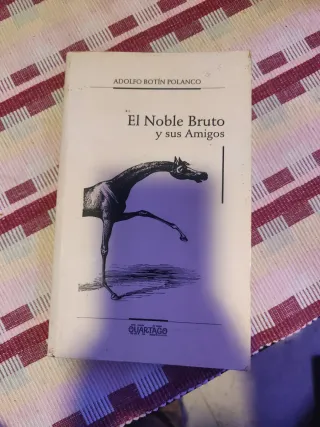 ADOLFO BOTÍN POLANCO
El Noble Bruto
y sus Amigos
CUARTAGO